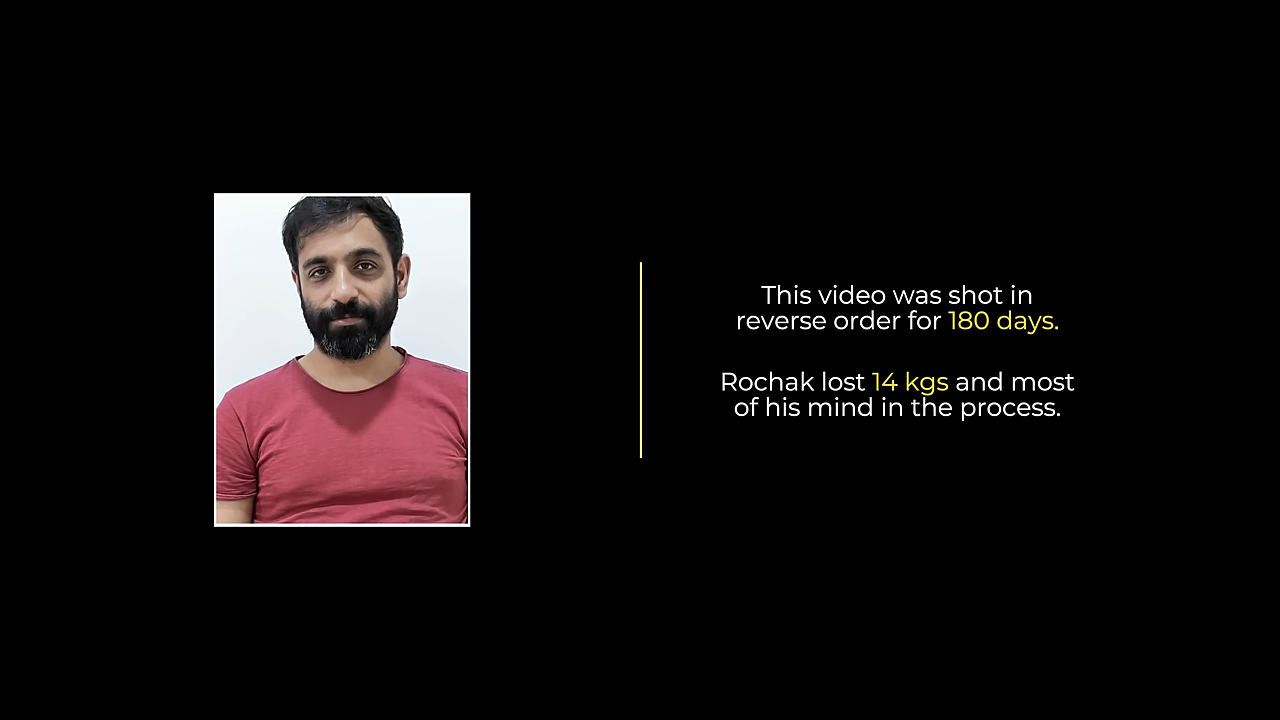 This video was shot in
reverse order for 180 days.
Rochak lost 14 kgs and most
of his mind in the process.